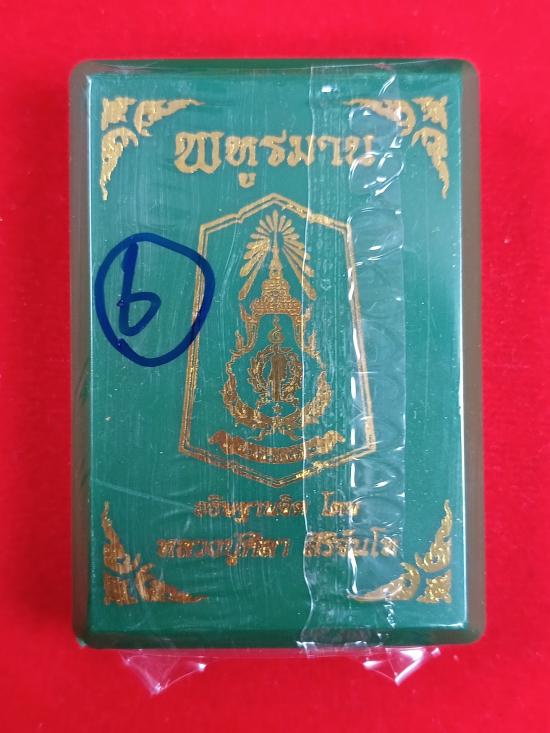 พหูรมาน
6
อธิษฐานจิต โดย
หลวงปู่ศิลา สิริจันโท